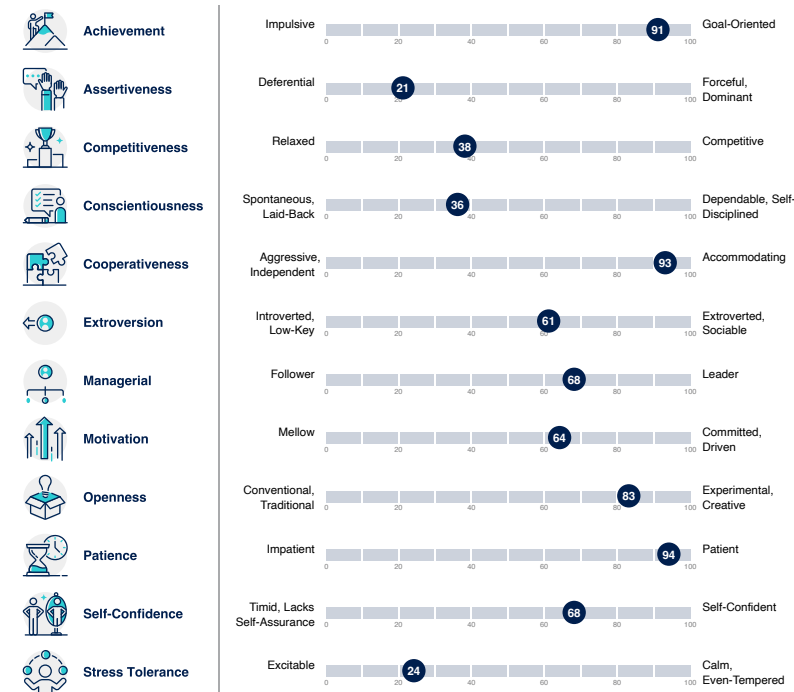 Achievement
Impulsive
91
Goal-Oriented
0 20 40 60 80 100
Assertiveness
Deferential
21
Forceful,
Dominant
0 20 40 60 80 100
Competitiveness
Relaxed
38
Competitive
0 20 40 60 80 100
Conscientiousness
Spontaneous,
Laid-Back
36
Dependable, Self-
Disciplined
0 20 40 60 80 100
Cooperativeness
Aggressive,
Independent
93
Accommodating
0 20 40 60 80 100
Extroversion
Introverted,
Low-Key
61
Extroverted,
Sociable
0 20 40 60 80 100
Managerial
Follower
68
Leader
0 20 40 60 80 100
Motivation
Mellow
64
Committed,
Driven
0 20 40 60 80 100
Openness
Conventional,
Traditional
83
Experimental,
Creative
0 20 40 60 80 100
Patience
Impatient
94
Patient
0 20 40 60 80 100
Self-Confidence
Timid, Lacks
Self-Assurance
68
Self-Confident
0 20 40 60 80 100
Stress Tolerance
Excitable
24
Calm,
Even-Tempered
0 20 40 60 80 100